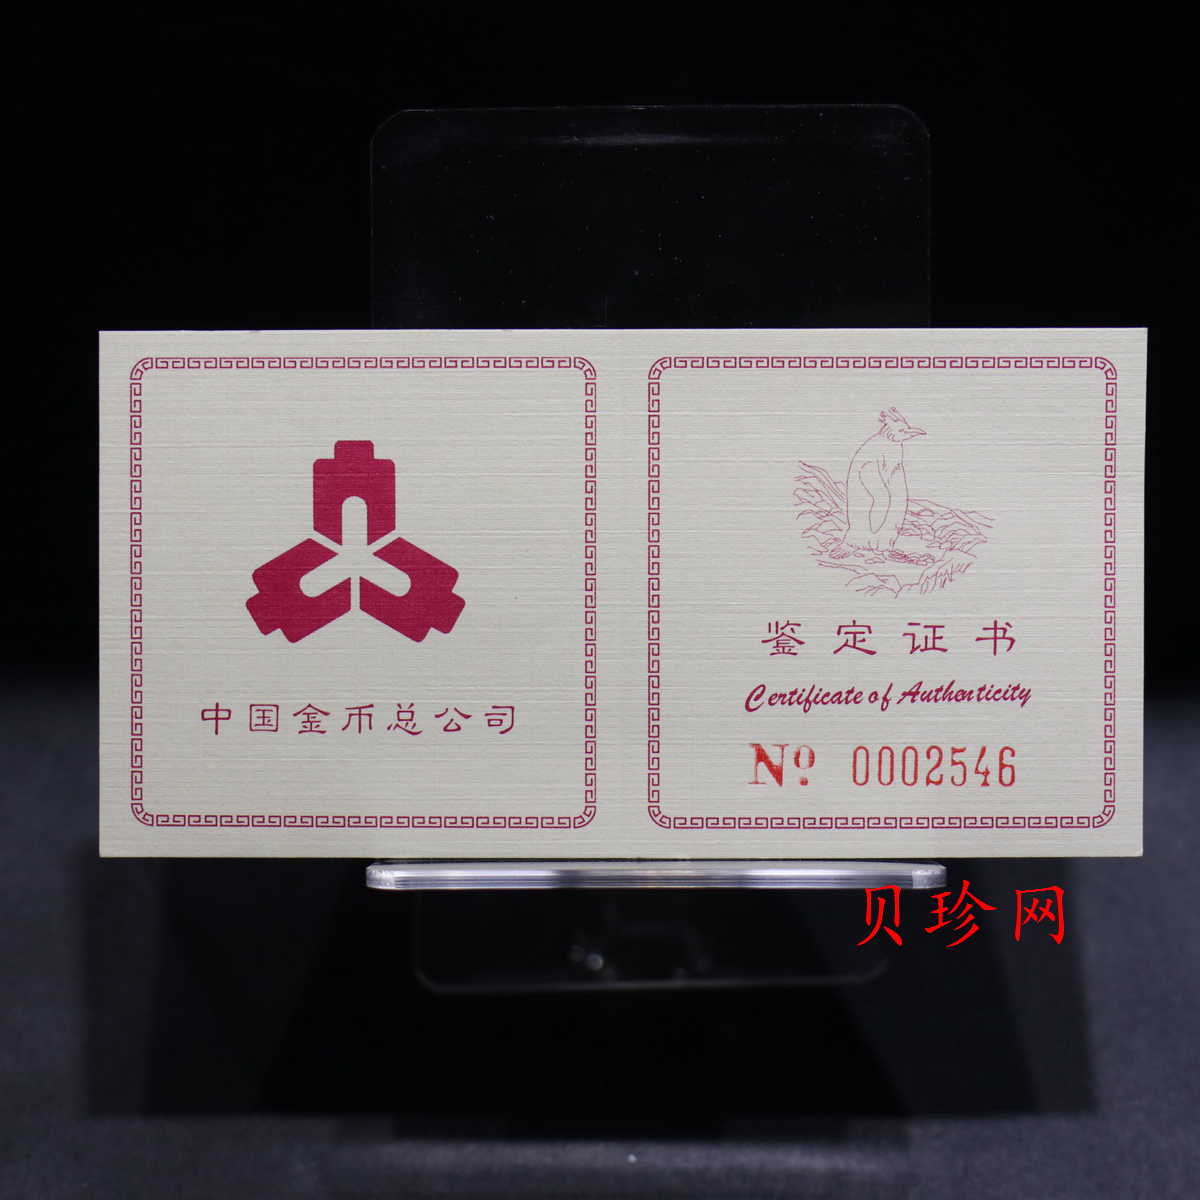 中国金币总公司
鉴定证书
Certificate of Authenticity
Nº 0002546
贝珍网